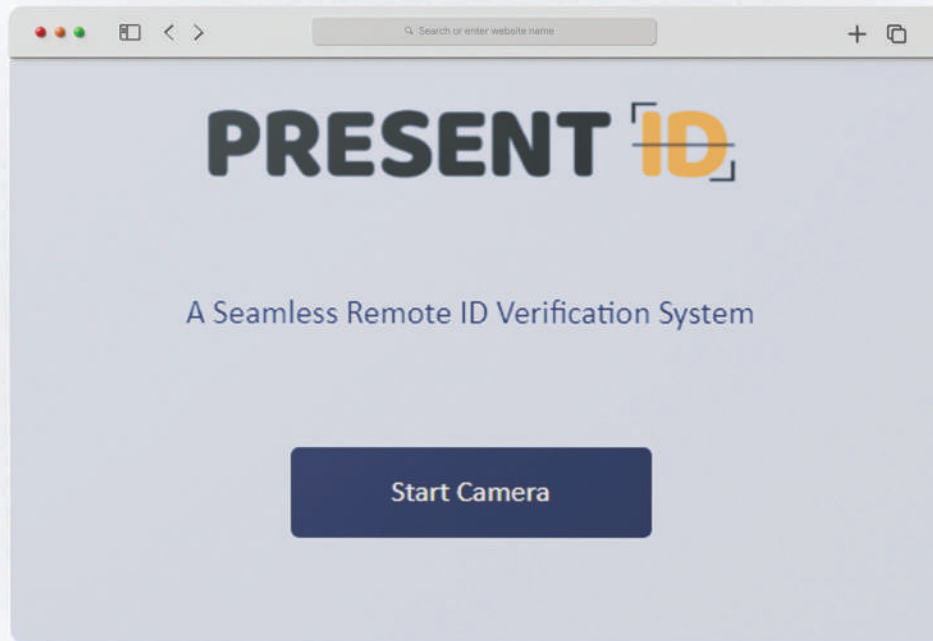 Search or enter website name
PRESENT ID
A Seamless Remote ID Verification System
Start Camera